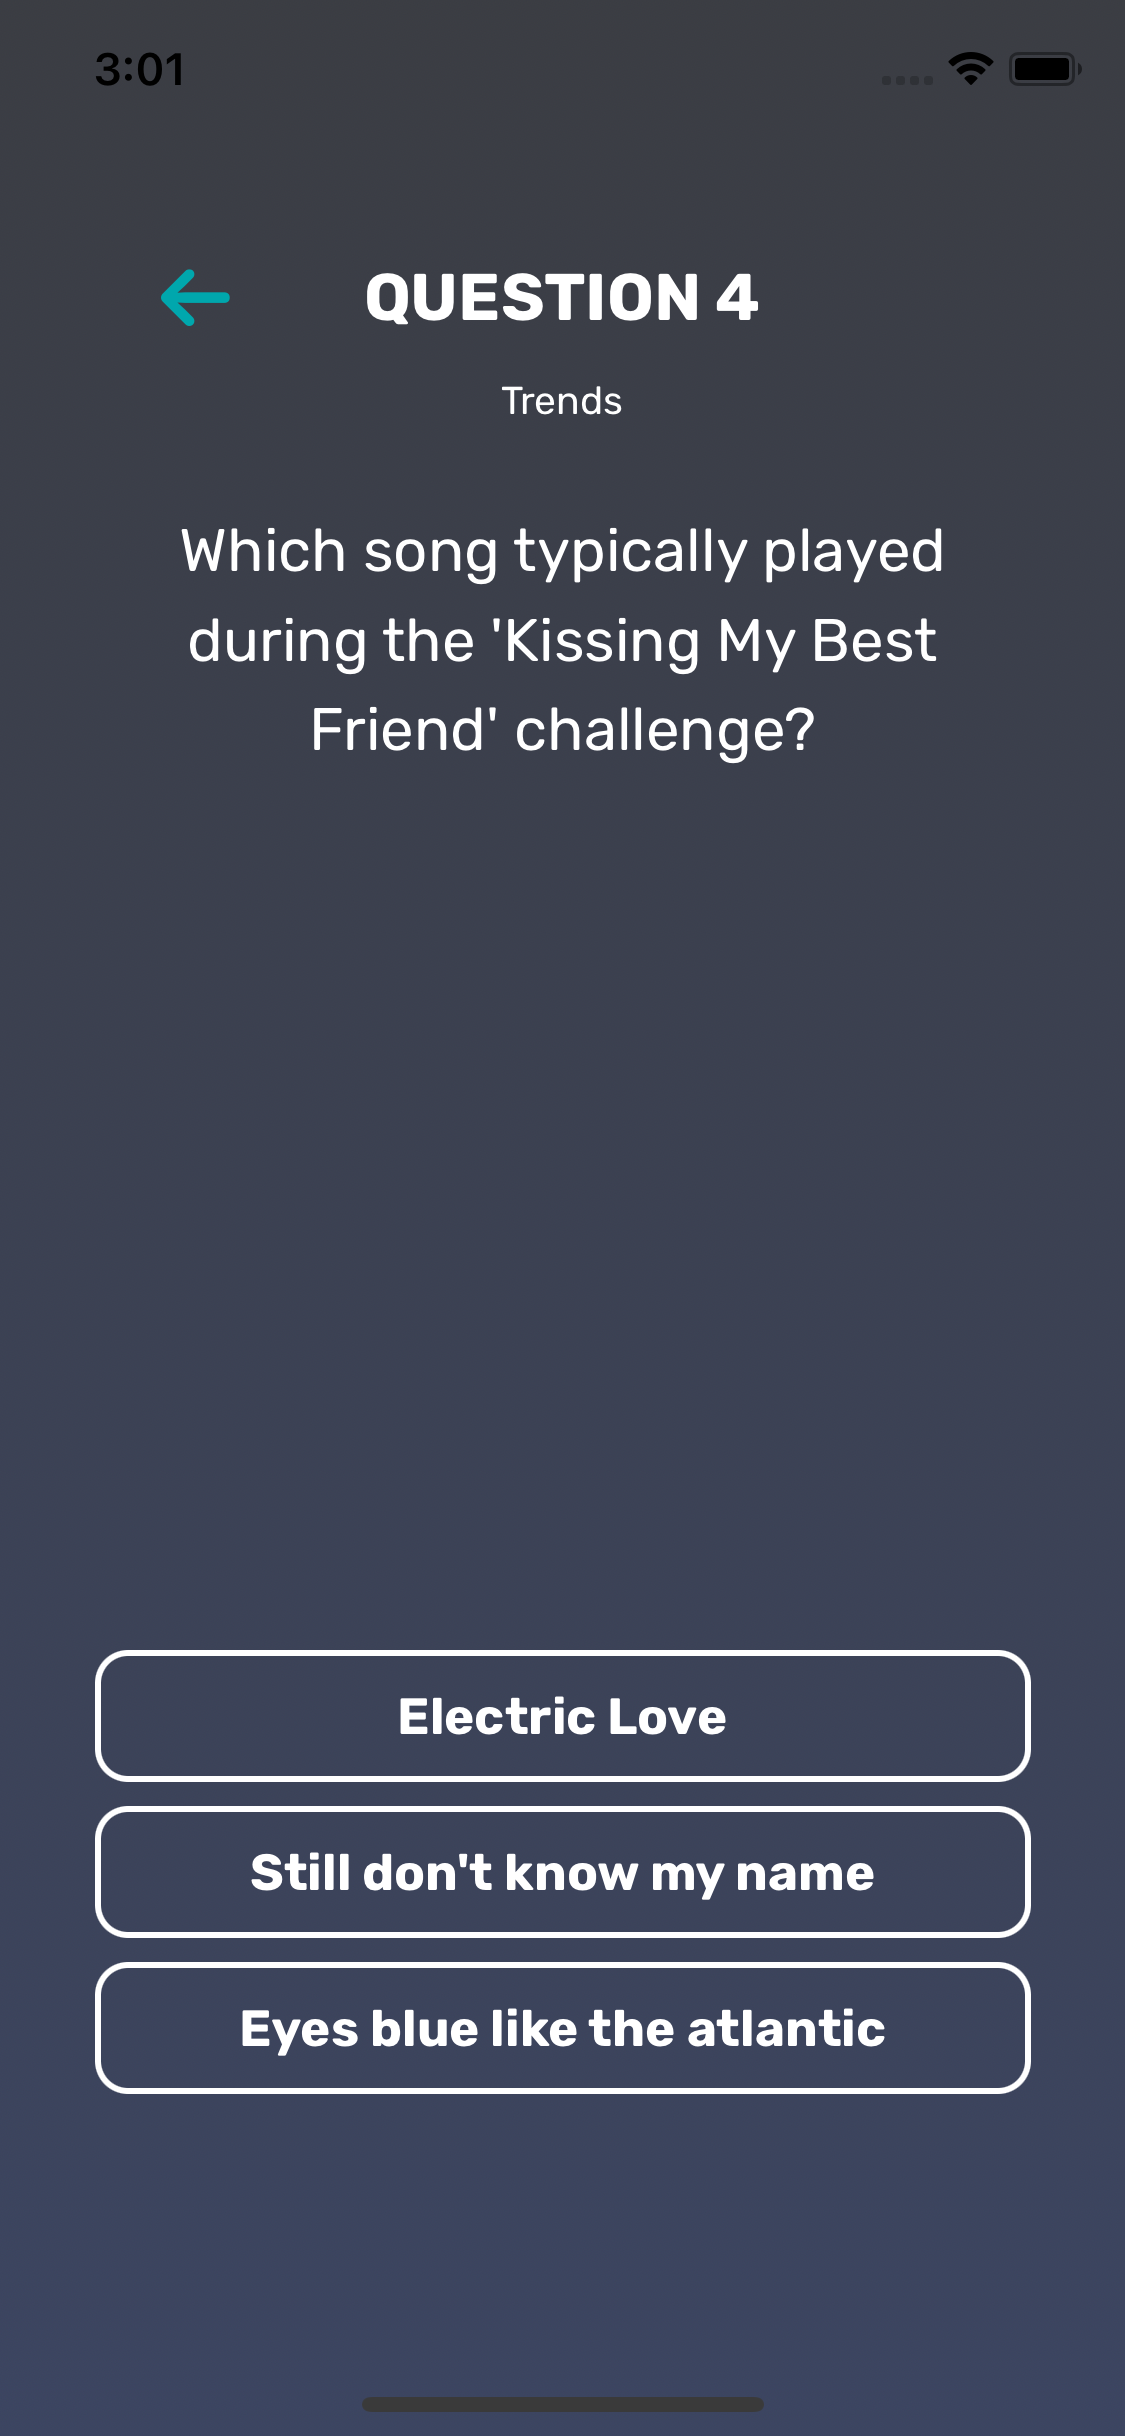 3:01
QUESTION 4
Trends
Which song typically played
during the 'Kissing My Best
Friend' challenge?
Electric Love
Still don't know my name
Eyes blue like the atlantic